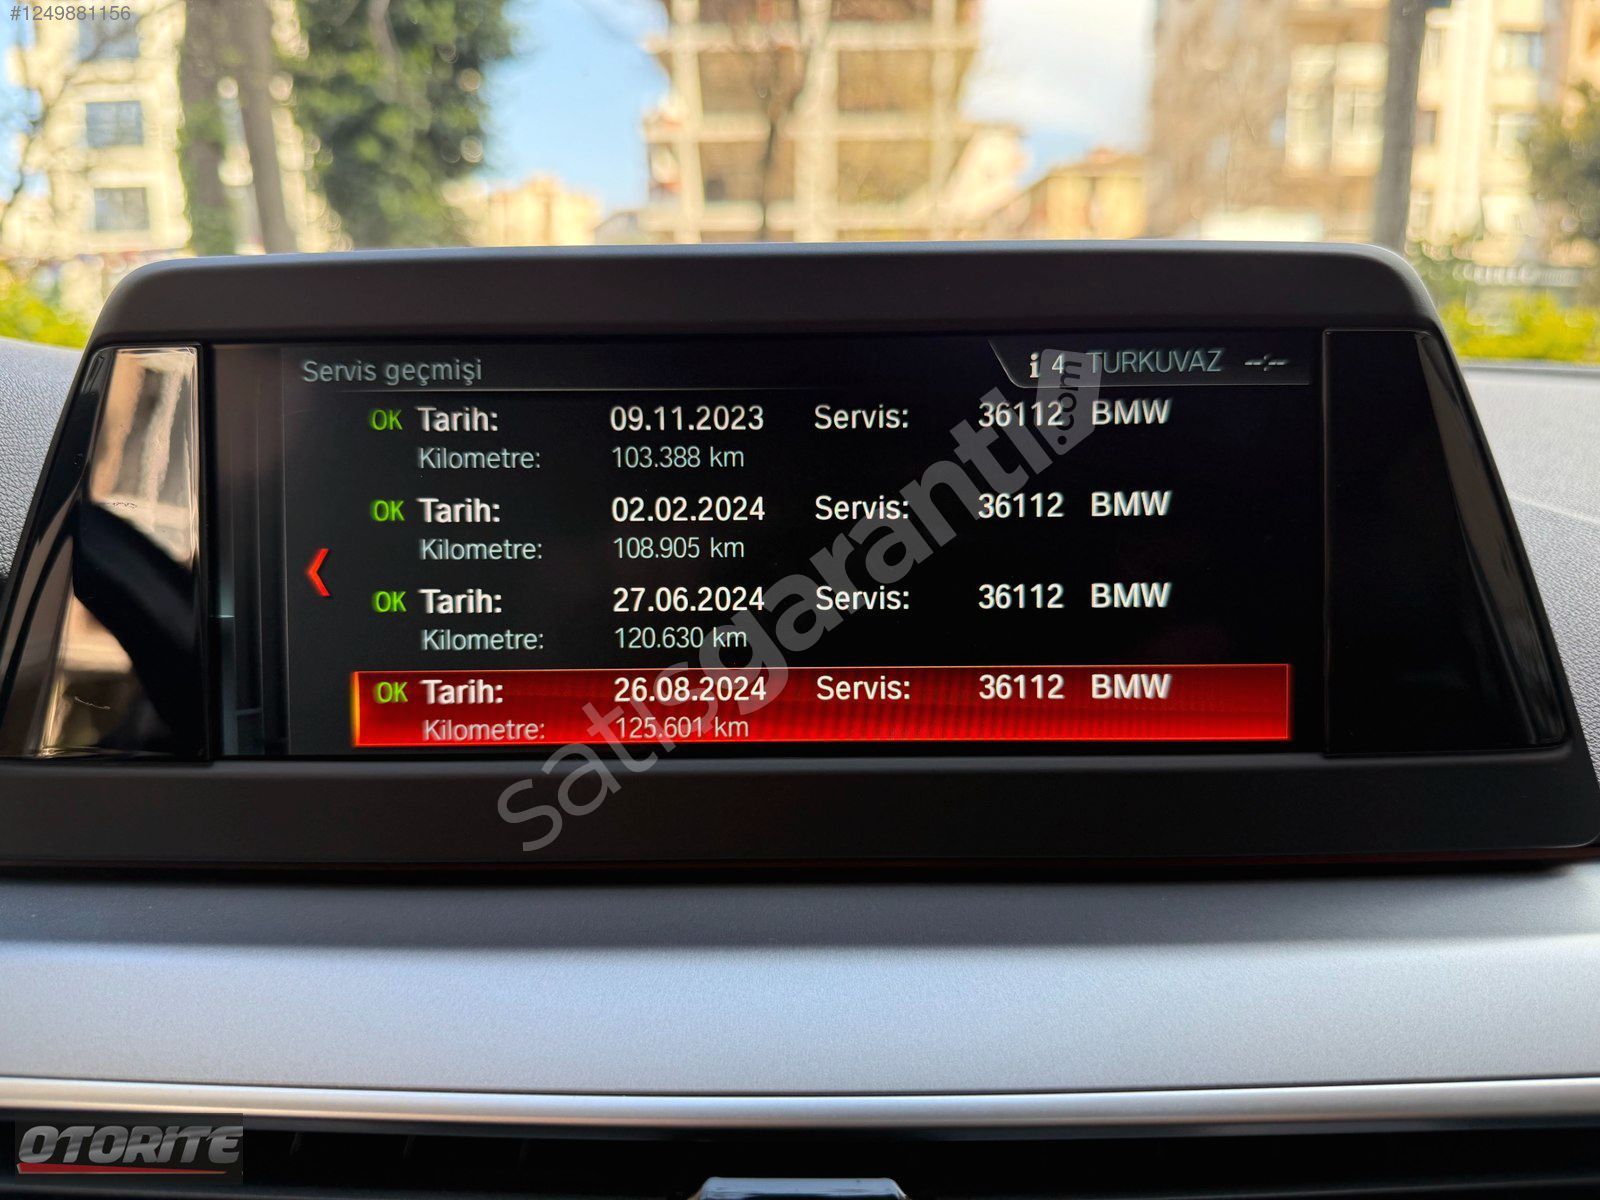 #1249881156
Servis geçmişi
i 4 TURKUVAZ --:--
OK Tarih: 09.11.2023 Servis: 36112 BMW
Kilometre: 103.388 km
OK Tarih: 02.02.2024 Servis: 36112 BMW
Kilometre: 108.905 km
OK Tarih: 27.06.2024 Servis: 36112 BMW
Kilometre: 120.630 km
OK Tarih: 26.08.2024 Servis: 36112 BMW
Kilometre: 125.601 km
Satisgaranti.com
OTORITE